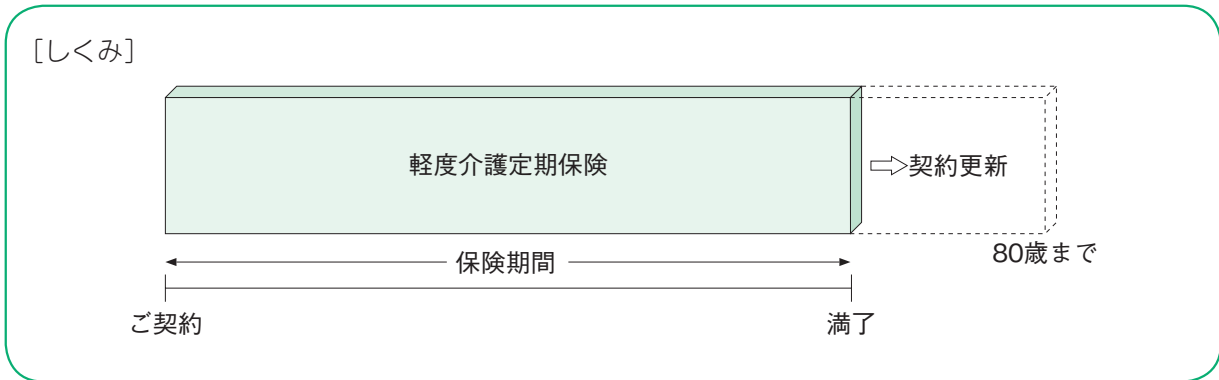 ［しくみ］
軽度介護定期保険
⇨契約更新
80歳まで
保険期間
ご契約
満了